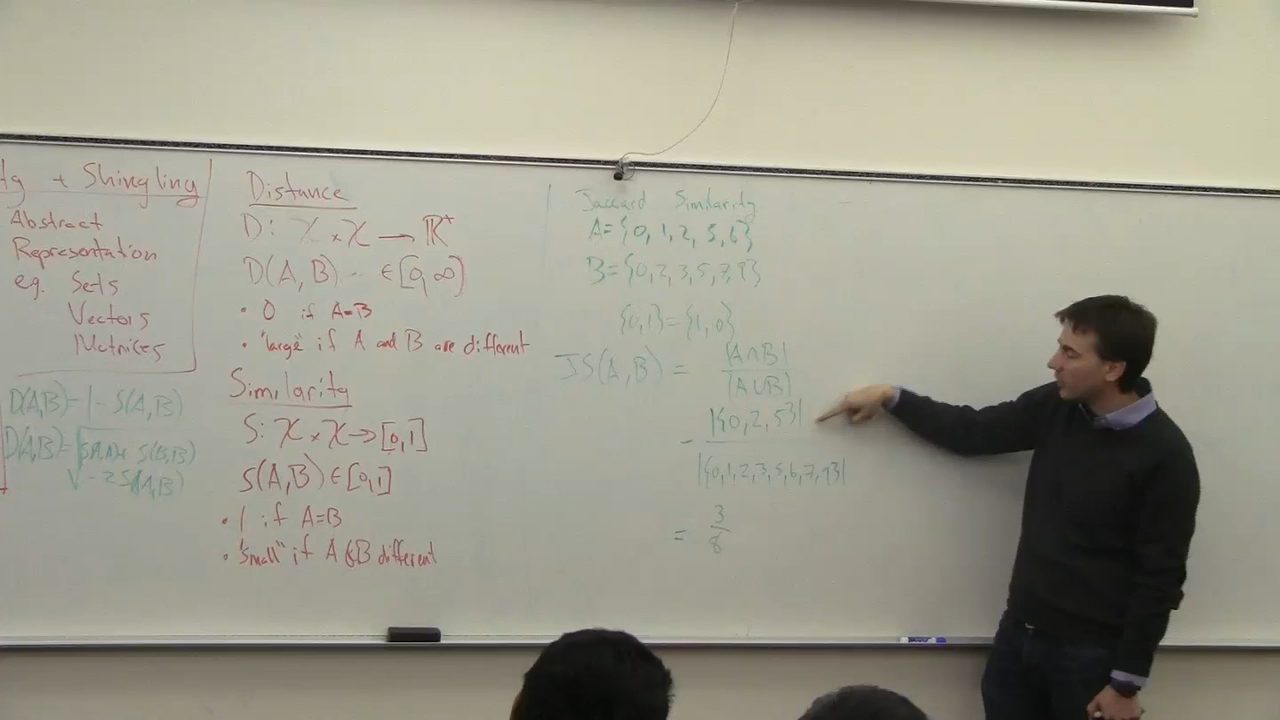 ty + Shingling
Abstract
Representation
eg. Sets
Vectors
Matrices
D(A,B)=1-S(A,B)
D(A,B)=√S(A,A)+S(B,B)
-2S(A,B)
Distance
D: X × X → ℝ⁺
D(A,B) ∈[0,∞)
• 0 if A=B
• "large" if A and B are different
Similarity
S: X × X → [0,1]
S(A,B)∈[0,1]
• 1 if A=B
• "small" if A & B different
Jaccard Similarity
A={0,1,2,5,6}
B={0,2,3,5,7,9}
{0,1}={1,0}
JS(A,B) = |A∩B|
|A∪B|
= |{0,2,5}|
|{0,1,2,3,5,6,7,9}|
= 3
8